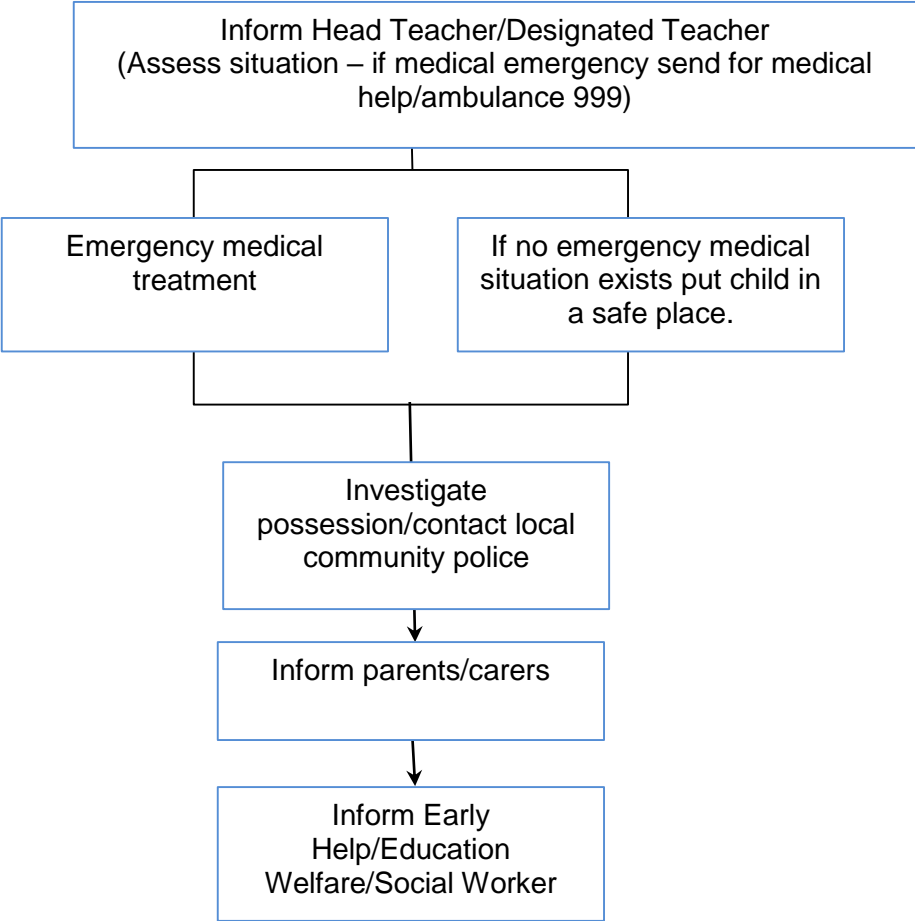 Inform Head Teacher/Designated Teacher
(Assess situation – if medical emergency send for medical
help/ambulance 999)
Emergency medical
treatment
If no emergency medical
situation exists put child in
a safe place.
Investigate
possession/contact local
community police
Inform parents/carers
Inform Early
Help/Education
Welfare/Social Worker